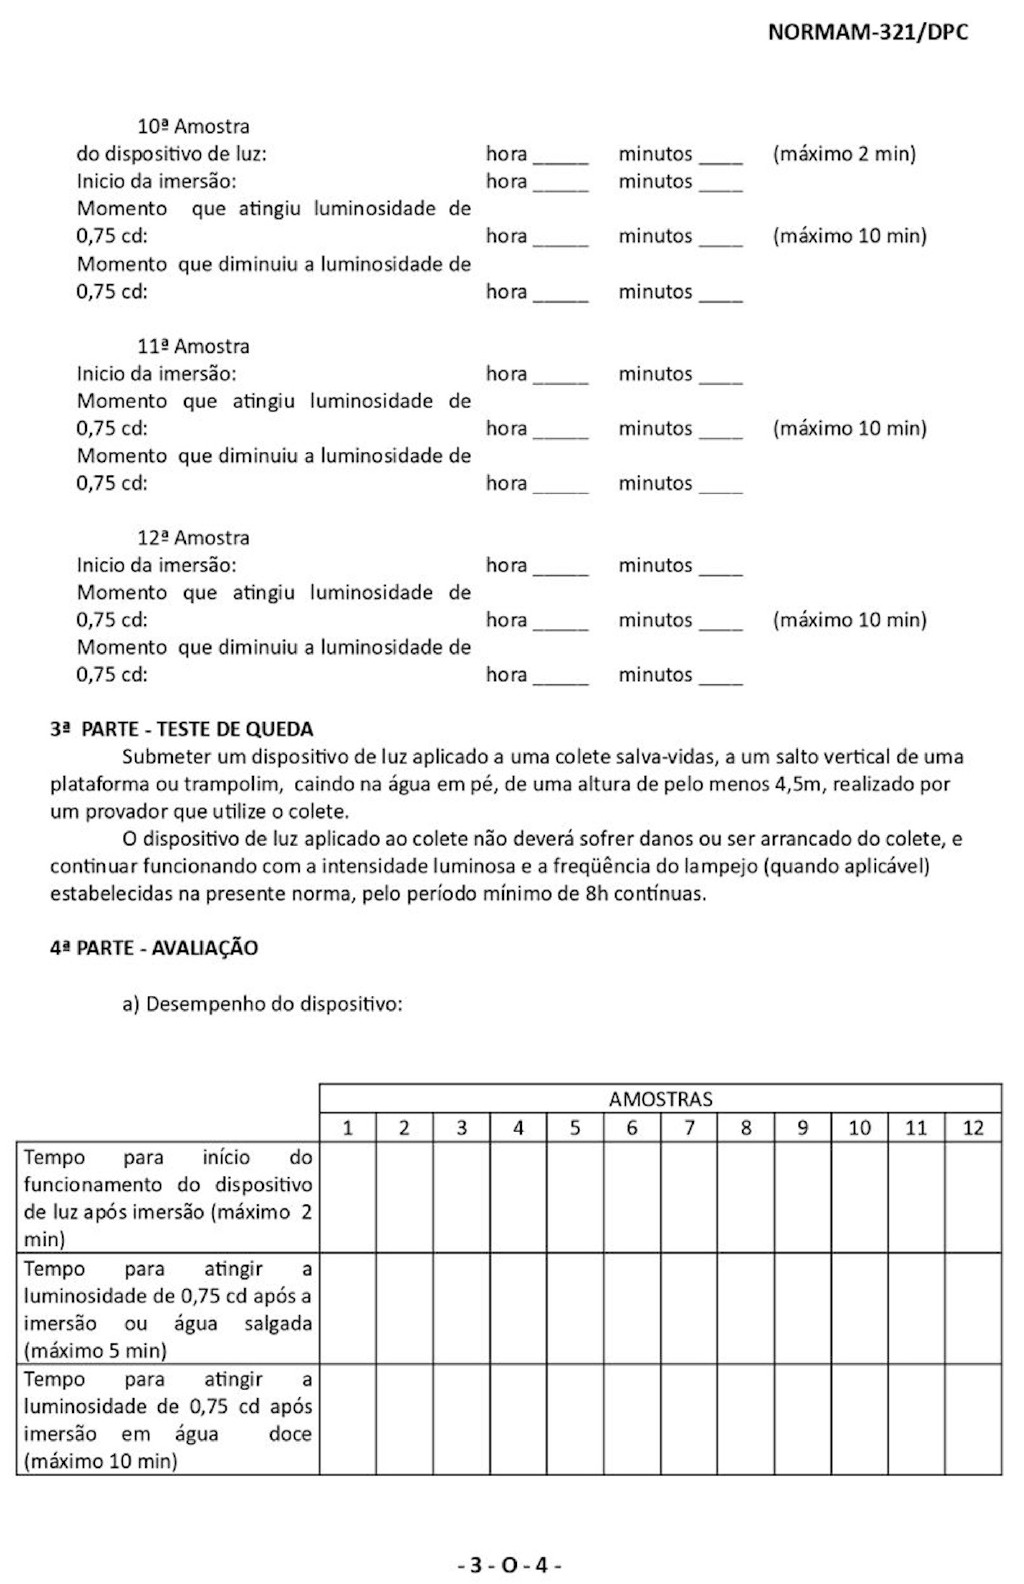 NORMAM-321/DPC
10ª Amostra
do dispositivo de luz: hora _____ minutos ____ (máximo 2 min)
Inicio da imersão: hora _____ minutos ____
Momento que atingiu luminosidade de
0,75 cd: hora _____ minutos ____ (máximo 10 min)
Momento que diminuiu a luminosidade de
0,75 cd: hora _____ minutos ____
11ª Amostra
Inicio da imersão: hora _____ minutos ____
Momento que atingiu luminosidade de
0,75 cd: hora _____ minutos ____ (máximo 10 min)
Momento que diminuiu a luminosidade de
0,75 cd: hora _____ minutos ____
12ª Amostra
Inicio da imersão: hora _____ minutos ____
Momento que atingiu luminosidade de
0,75 cd: hora _____ minutos ____ (máximo 10 min)
Momento que diminuiu a luminosidade de
0,75 cd: hora _____ minutos ____
3ª PARTE - TESTE DE QUEDA
Submeter um dispositivo de luz aplicado a uma colete salva-vidas, a um salto vertical de uma
plataforma ou trampolim, caindo na água em pé, de uma altura de pelo menos 4,5m, realizado por
um provador que utilize o colete.
O dispositivo de luz aplicado ao colete não deverá sofrer danos ou ser arrancado do colete, e
continuar funcionando com a intensidade luminosa e a freqüência do lampejo (quando aplicável)
estabelecidas na presente norma, pelo período mínimo de 8h contínuas.
4ª PARTE - AVALIAÇÃO
a) Desempenho do dispositivo:
AMOSTRAS
1 2 3 4 5 6 7 8 9 10 11 12
Tempo para início do
funcionamento do dispositivo
de luz após imersão (máximo 2
min)
Tempo para atingir a
luminosidade de 0,75 cd após a
imersão ou água salgada
(máximo 5 min)
Tempo para atingir a
luminosidade de 0,75 cd após
imersão em água doce
(máximo 10 min)
- 3 - O - 4 -